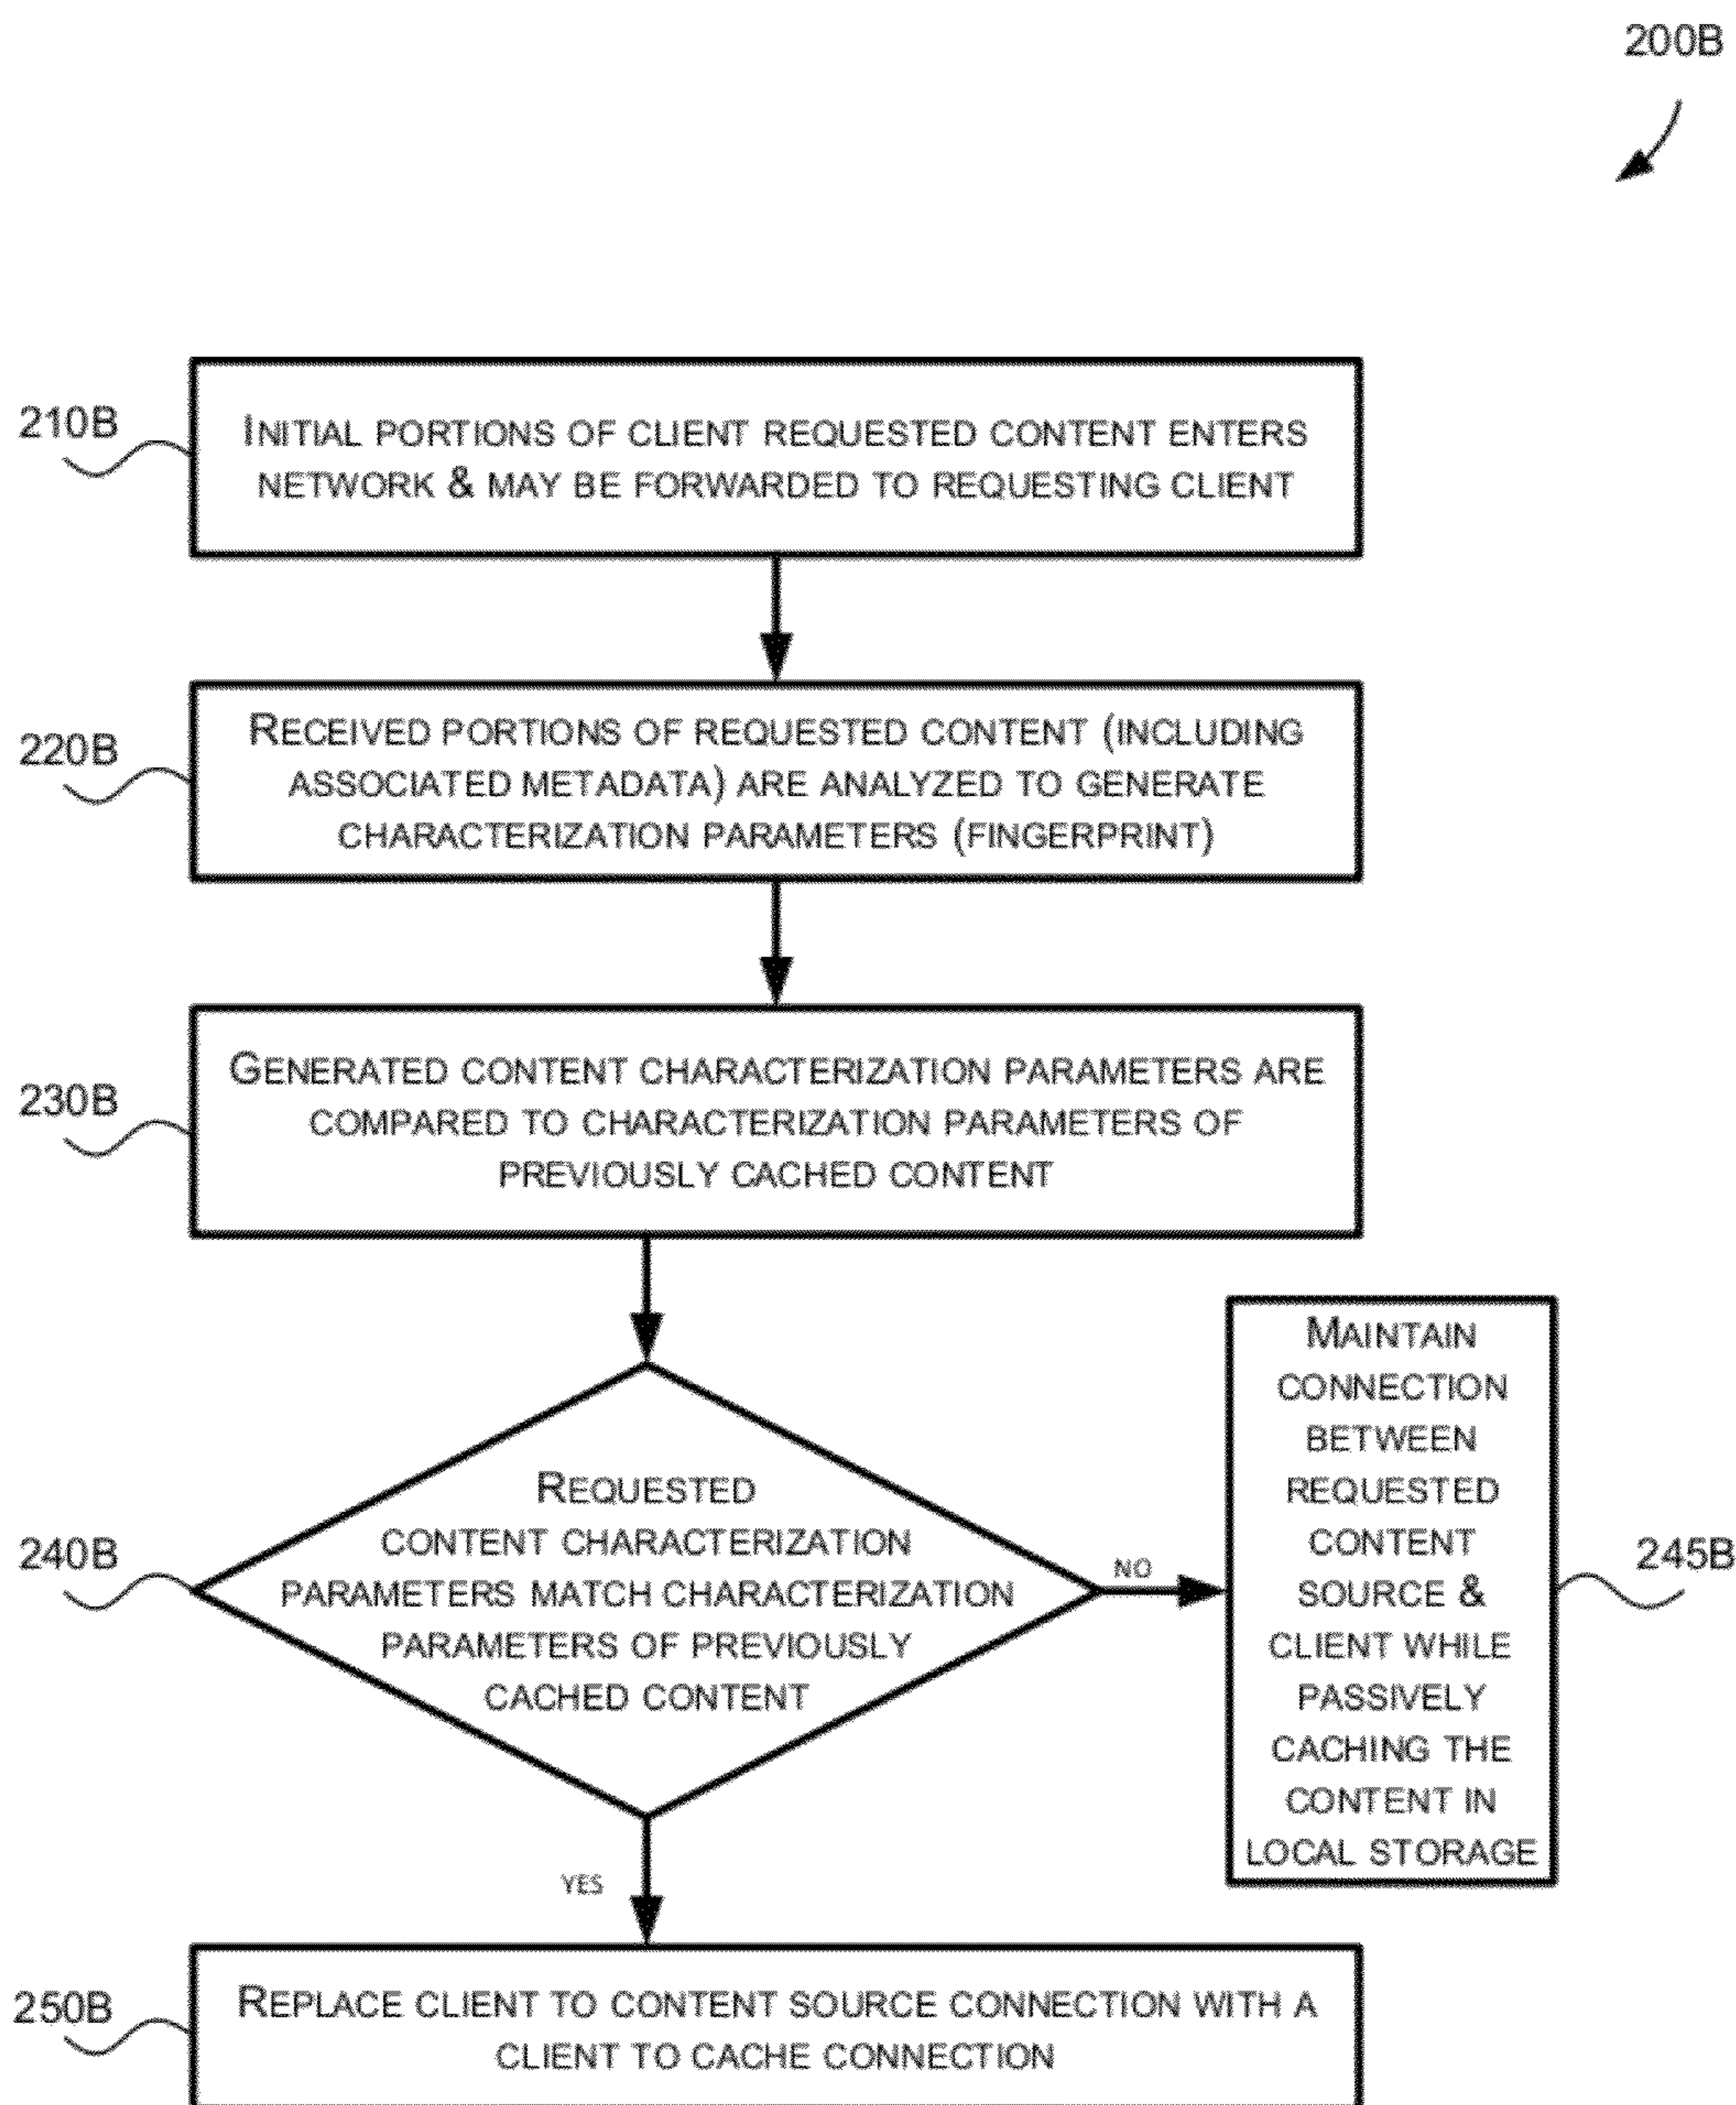 200B
210B
INITIAL PORTIONS OF CLIENT REQUESTED CONTENT ENTERS
NETWORK & MAY BE FORWARDED TO REQUESTING CLIENT
220B
RECEIVED PORTIONS OF REQUESTED CONTENT (INCLUDING
ASSOCIATED METADATA) ARE ANALYZED TO GENERATE
CHARACTERIZATION PARAMETERS (FINGERPRINT)
230B
GENERATED CONTENT CHARACTERIZATION PARAMETERS ARE
COMPARED TO CHARACTERIZATION PARAMETERS OF
PREVIOUSLY CACHED CONTENT
240B
REQUESTED
CONTENT CHARACTERIZATION
PARAMETERS MATCH CHARACTERIZATION
PARAMETERS OF PREVIOUSLY
CACHED CONTENT
NO
MAINTAIN
CONNECTION
BETWEEN
REQUESTED
CONTENT
SOURCE &
CLIENT WHILE
PASSIVELY
CACHING THE
CONTENT IN
LOCAL STORAGE
245B
YES
250B
REPLACE CLIENT TO CONTENT SOURCE CONNECTION WITH A
CLIENT TO CACHE CONNECTION